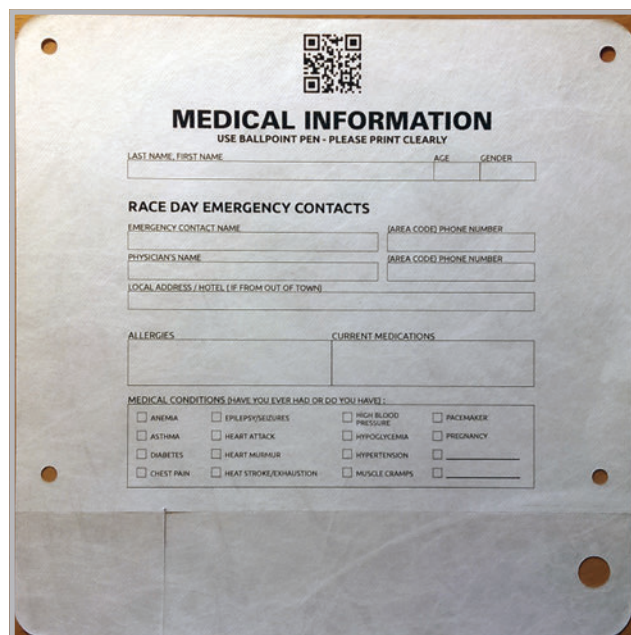 MEDICAL INFORMATION
USE BALLPOINT PEN - PLEASE PRINT CLEARLY
LAST NAME, FIRST NAME AGE GENDER
RACE DAY EMERGENCY CONTACTS
EMERGENCY CONTACT NAME (AREA CODE) PHONE NUMBER
PHYSICIAN'S NAME (AREA CODE) PHONE NUMBER
LOCAL ADDRESS / HOTEL (IF FROM OUT OF TOWN)
ALLERGIES CURRENT MEDICATIONS
MEDICAL CONDITIONS (HAVE YOU EVER HAD OR DO YOU HAVE) :
ANEMIA EPILEPSY/SEIZURES HIGH BLOOD PRESSURE PACEMAKER
ASTHMA HEART ATTACK HYPOGLYCEMIA PREGNANCY
DIABETES HEART MURMUR HYPERTENSION
CHEST PAIN HEAT STROKE/EXHAUSTION MUSCLE CRAMPS